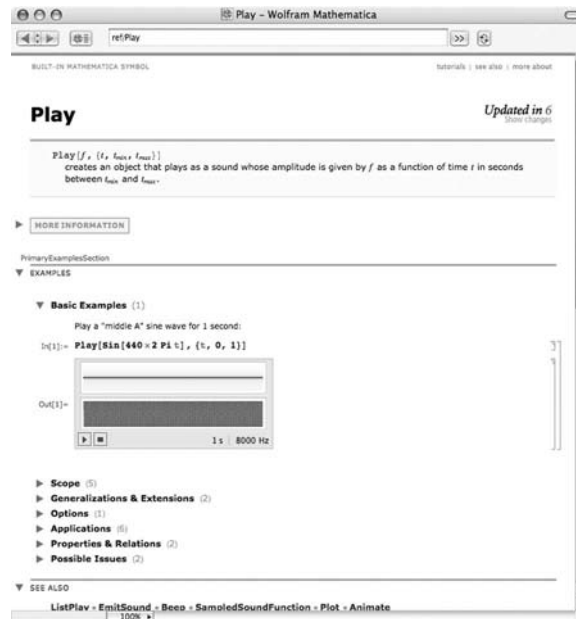 Play – Wolfram Mathematica
ref/Play
BUILT-IN MATHEMATICA SYMBOL
tutorials | see also | more about
Play
Updated in 6
Show changes
Play[f, {t, tmin, tmax}]
creates an object that plays as a sound whose amplitude is given by f as a function of time t in seconds
between tmin and tmax.
MORE INFORMATION
PrimaryExamplesSection
EXAMPLES
Basic Examples (1)
Play a "middle A" sine wave for 1 second:
In[1]:= Play[Sin[440 × 2 Pi t], {t, 0, 1}]
Out[1]=
1 s | 8000 Hz
Scope (5)
Generalizations & Extensions (2)
Options (1)
Applications (6)
Properties & Relations (2)
Possible Issues (2)
SEE ALSO
ListPlay ▪ EmitSound ▪ Beep ▪ SampledSoundFunction ▪ Plot ▪ Animate
100%